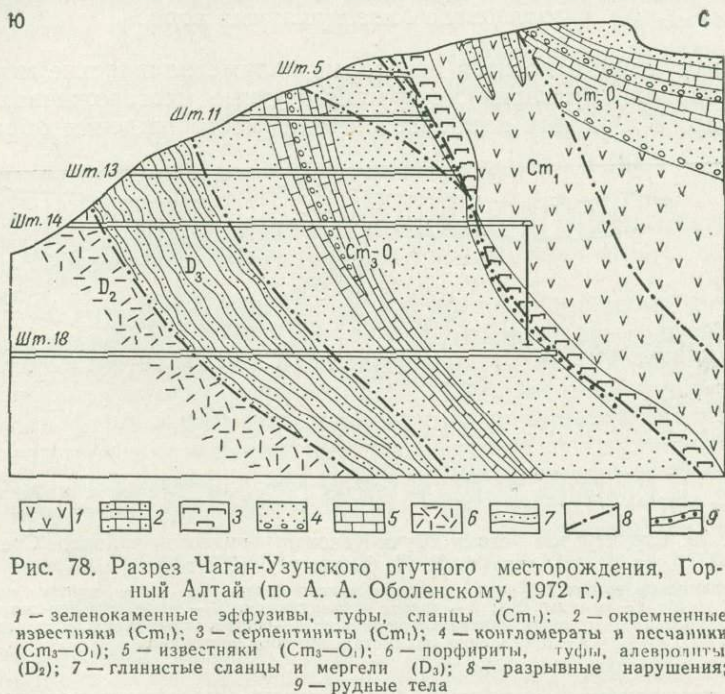 Ю С
Шт. 5
Шт. 11
Шт. 13
Шт. 14
Шт. 18
Cm₃-O₁
Cm₁
D₂
D₃
Cm₃-O₁
1 2 3 4 5 6 7 8 9
Рис. 78. Разрез Чаган-Узунского ртутного месторождения, Гор-
ный Алтай (по А. А. Оболенскому, 1972 г.).
1 — зеленокаменные эффузивы, туфы, сланцы (Cm₁); 2 — окремненные
известняки (Cm₁); 3 — серпентиниты (Cm₁); 4 — конгломераты и песчаники
(Cm₃—O₁); 5 — известняки (Cm₃—O₁); 6 — порфириты, туфы, алевролиты
(D₂); 7 — глинистые сланцы и мергели (D₃); 8 — разрывные нарушения;
9 — рудные тела